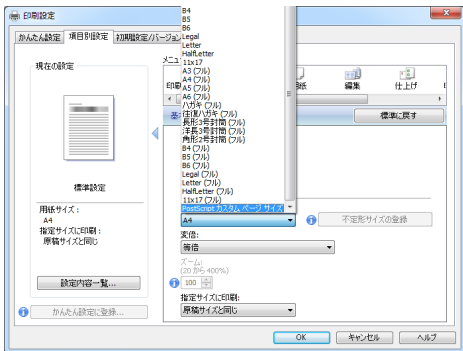 印刷設定
かんたん設定
項目別設定
初期設定/バージョン
現在の設定
標準設定
用紙サイズ :
A4
指定サイズに印刷 :
原稿サイズと同じ
設定内容一覧...
かんたん設定に登録...
メニュ
印刷
用紙
編集
仕上げ
基
標準に戻す
B4
B5
B6
Legal
Letter
HalfLetter
11x17
A3 (フル)
A4 (フル)
A5 (フル)
A6 (フル)
ハガキ (フル)
往復ハガキ (フル)
長形3号封筒 (フル)
洋長3号封筒 (フル)
角形2号封筒 (フル)
B4 (フル)
B5 (フル)
B6 (フル)
Legal (フル)
Letter (フル)
HalfLetter (フル)
11x17 (フル)
PostScript カスタム ページ サイズ
A4
不定形サイズの登録
変倍:
等倍
ズーム:
(20 から 400%)
100
指定サイズに印刷:
原稿サイズと同じ
OK
キャンセル
ヘルプ